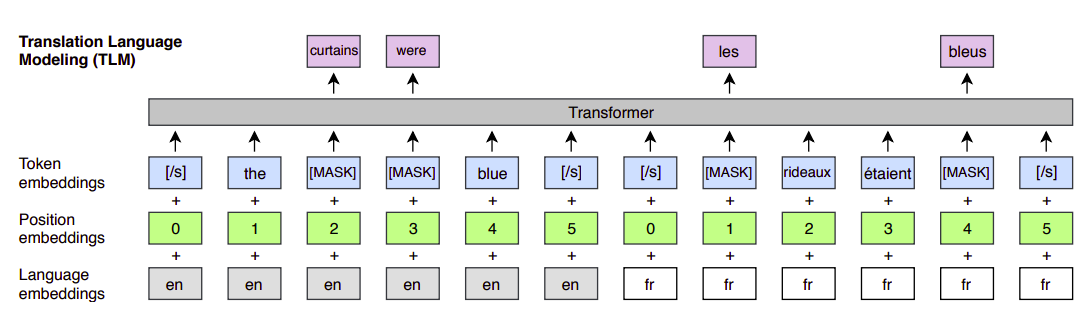 Translation Language
Modeling (TLM)
curtains were les bleus
Transformer
Token
embeddings
[/s] the [MASK] [MASK] blue [/s] [/s] [MASK] rideaux étaient [MASK] [/s]
+ + + + + + + + + + + +
Position
embeddings
0 1 2 3 4 5 0 1 2 3 4 5
+ + + + + + + + + + + +
Language
embeddings
en en en en en en fr fr fr fr fr fr